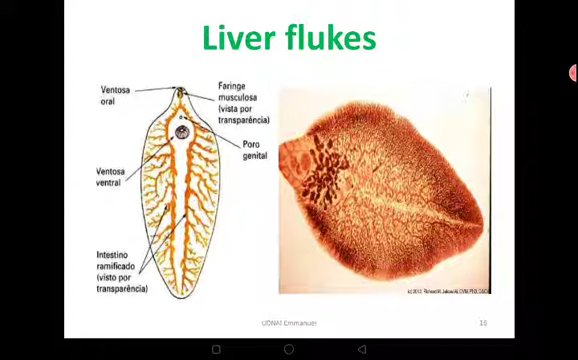 Liver flukes
Ventosa
oral
Faringe
musculosa
(vista por
transparência)
Poro
genital
Ventosa
ventral
Intestino
ramificado
(visto por
transparência)
UDNAI Emmanuel
16